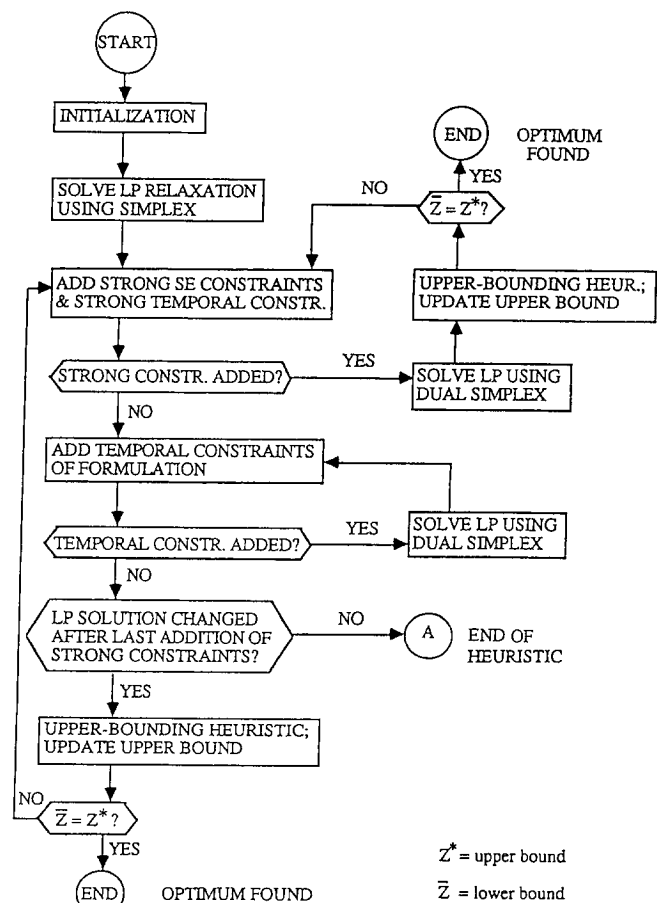 START
INITIALIZATION
SOLVE LP RELAXATION
USING SIMPLEX
ADD STRONG SE CONSTRAINTS
& STRONG TEMPORAL CONSTR.
STRONG CONSTR. ADDED?
YES
SOLVE LP USING
DUAL SIMPLEX
UPPER-BOUNDING HEUR.;
UPDATE UPPER BOUND
Z̅ = Z*?
NO
YES
END
OPTIMUM
FOUND
NO
ADD TEMPORAL CONSTRAINTS
OF FORMULATION
TEMPORAL CONSTR. ADDED?
YES
SOLVE LP USING
DUAL SIMPLEX
NO
LP SOLUTION CHANGED
AFTER LAST ADDITION OF
STRONG CONSTRAINTS?
NO
A
END OF
HEURISTIC
YES
UPPER-BOUNDING HEURISTIC;
UPDATE UPPER BOUND
NO
Z̅ = Z*?
YES
END
OPTIMUM FOUND
Z* = upper bound
Z̅ = lower bound